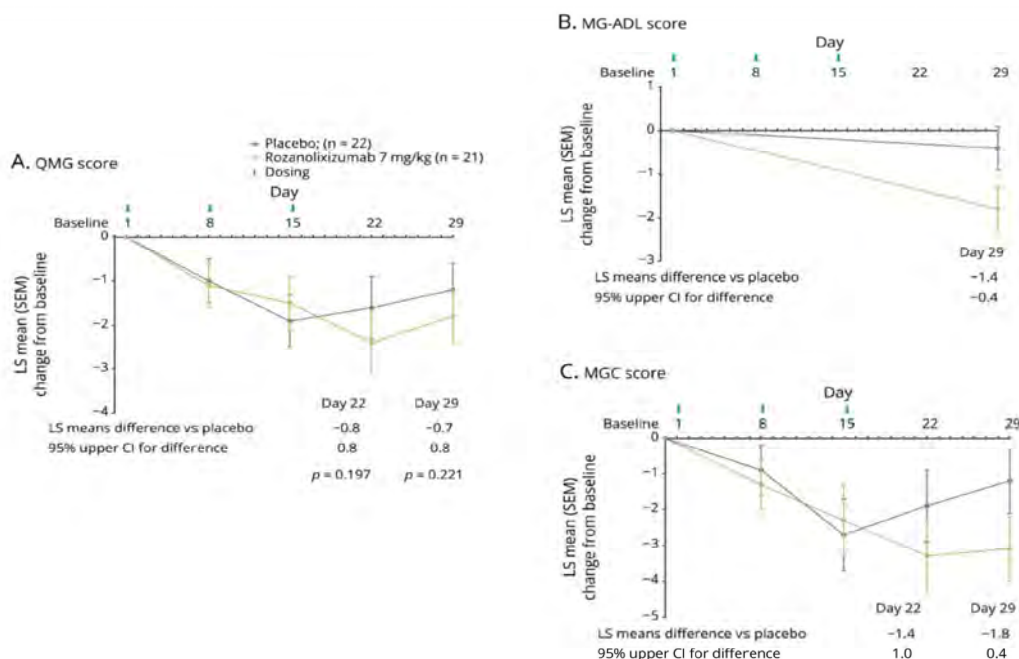 A. QMG score
Placebo; (n = 22)
Rozanolixizumab 7 mg/kg (n = 21)
Dosing
Day
Baseline 1 8 15 22 29
0
−1
−2
−3
−4
LS mean (SEM)
change from baseline
Day 22 Day 29
LS means difference vs placebo −0.8 −0.7
95% upper CI for difference 0.8 0.8
p = 0.197 p = 0.221
B. MG-ADL score
Day
Baseline 1 8 15 22 29
1
0
−1
−2
−3
LS mean (SEM)
change from baseline
Day 29
LS means difference vs placebo −1.4
95% upper CI for difference −0.4
C. MGC score
Day
Baseline 1 8 15 22 29
0
−1
−2
−3
−4
−5
LS mean (SEM)
change from baseline
Day 22 Day 29
LS means difference vs placebo −1.4 −1.8
95% upper CI for difference 1.0 0.4